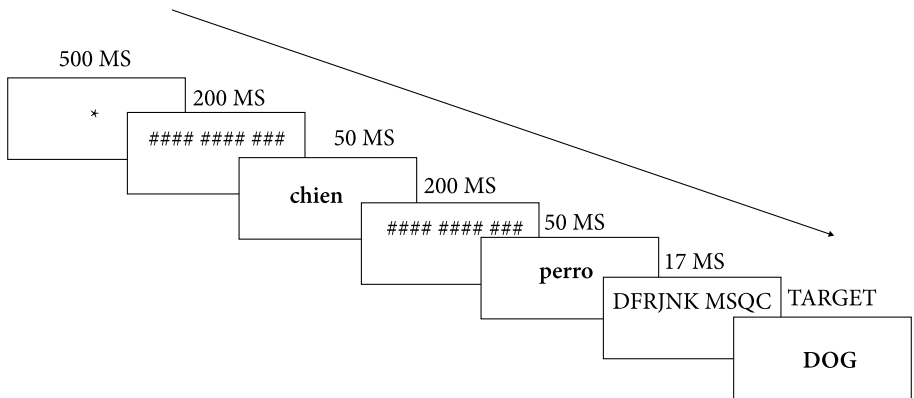 500 MS
*
200 MS
#### #### ###
50 MS
chien
200 MS
#### #### ###
50 MS
perro
17 MS
DFRJNK MSQC
TARGET
DOG